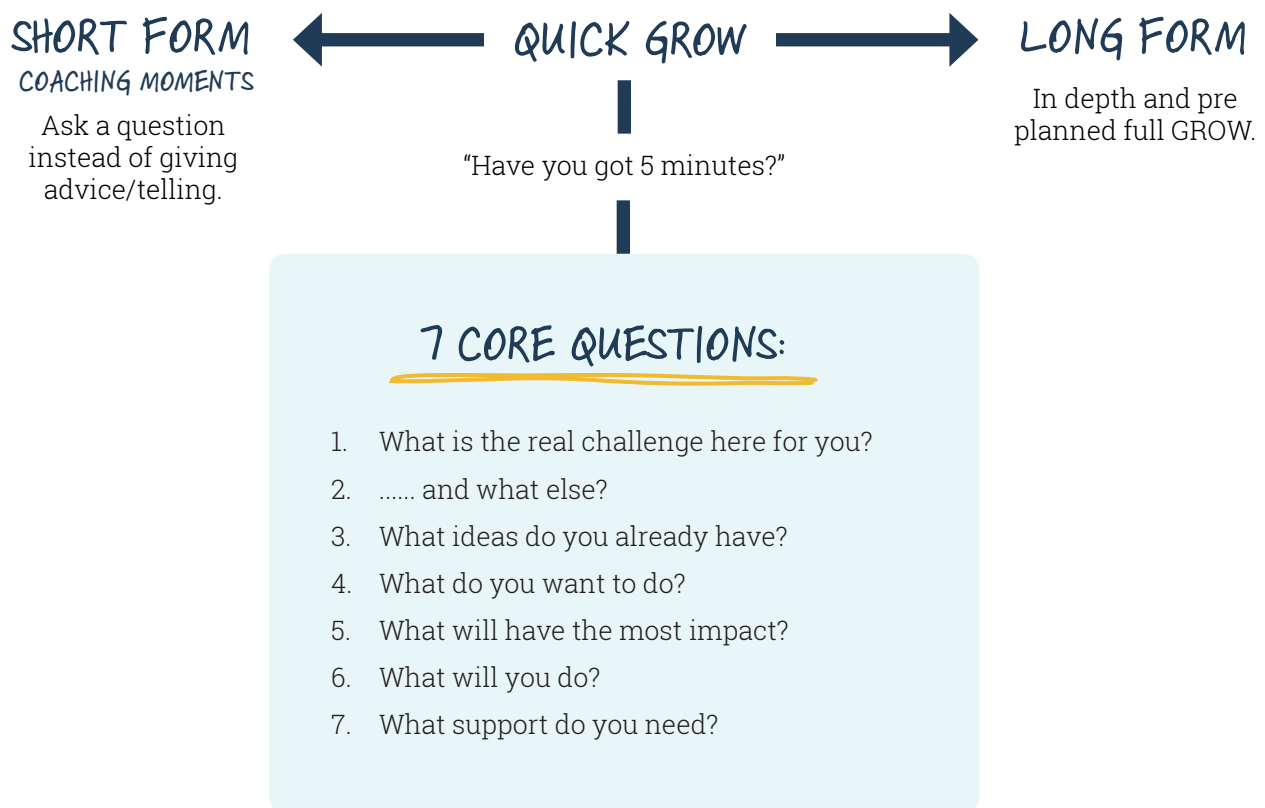 SHORT FORM
COACHING MOMENTS
Ask a question
instead of giving
advice/telling.
QUICK GROW
"Have you got 5 minutes?"
LONG FORM
In depth and pre
planned full GROW.
7 CORE QUESTIONS:
1. What is the real challenge here for you?
2. ...... and what else?
3. What ideas do you already have?
4. What do you want to do?
5. What will have the most impact?
6. What will you do?
7. What support do you need?